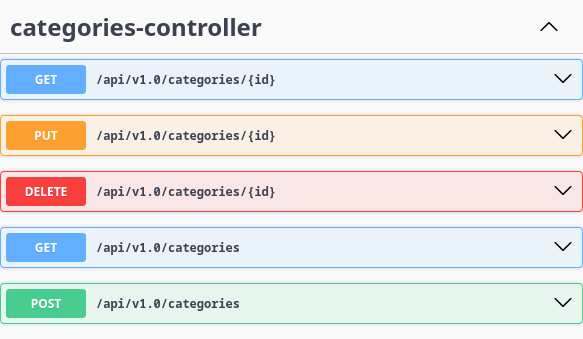 categories-controller
GET /api/v1.0/categories/{id}
PUT /api/v1.0/categories/{id}
DELETE /api/v1.0/categories/{id}
GET /api/v1.0/categories
POST /api/v1.0/categories